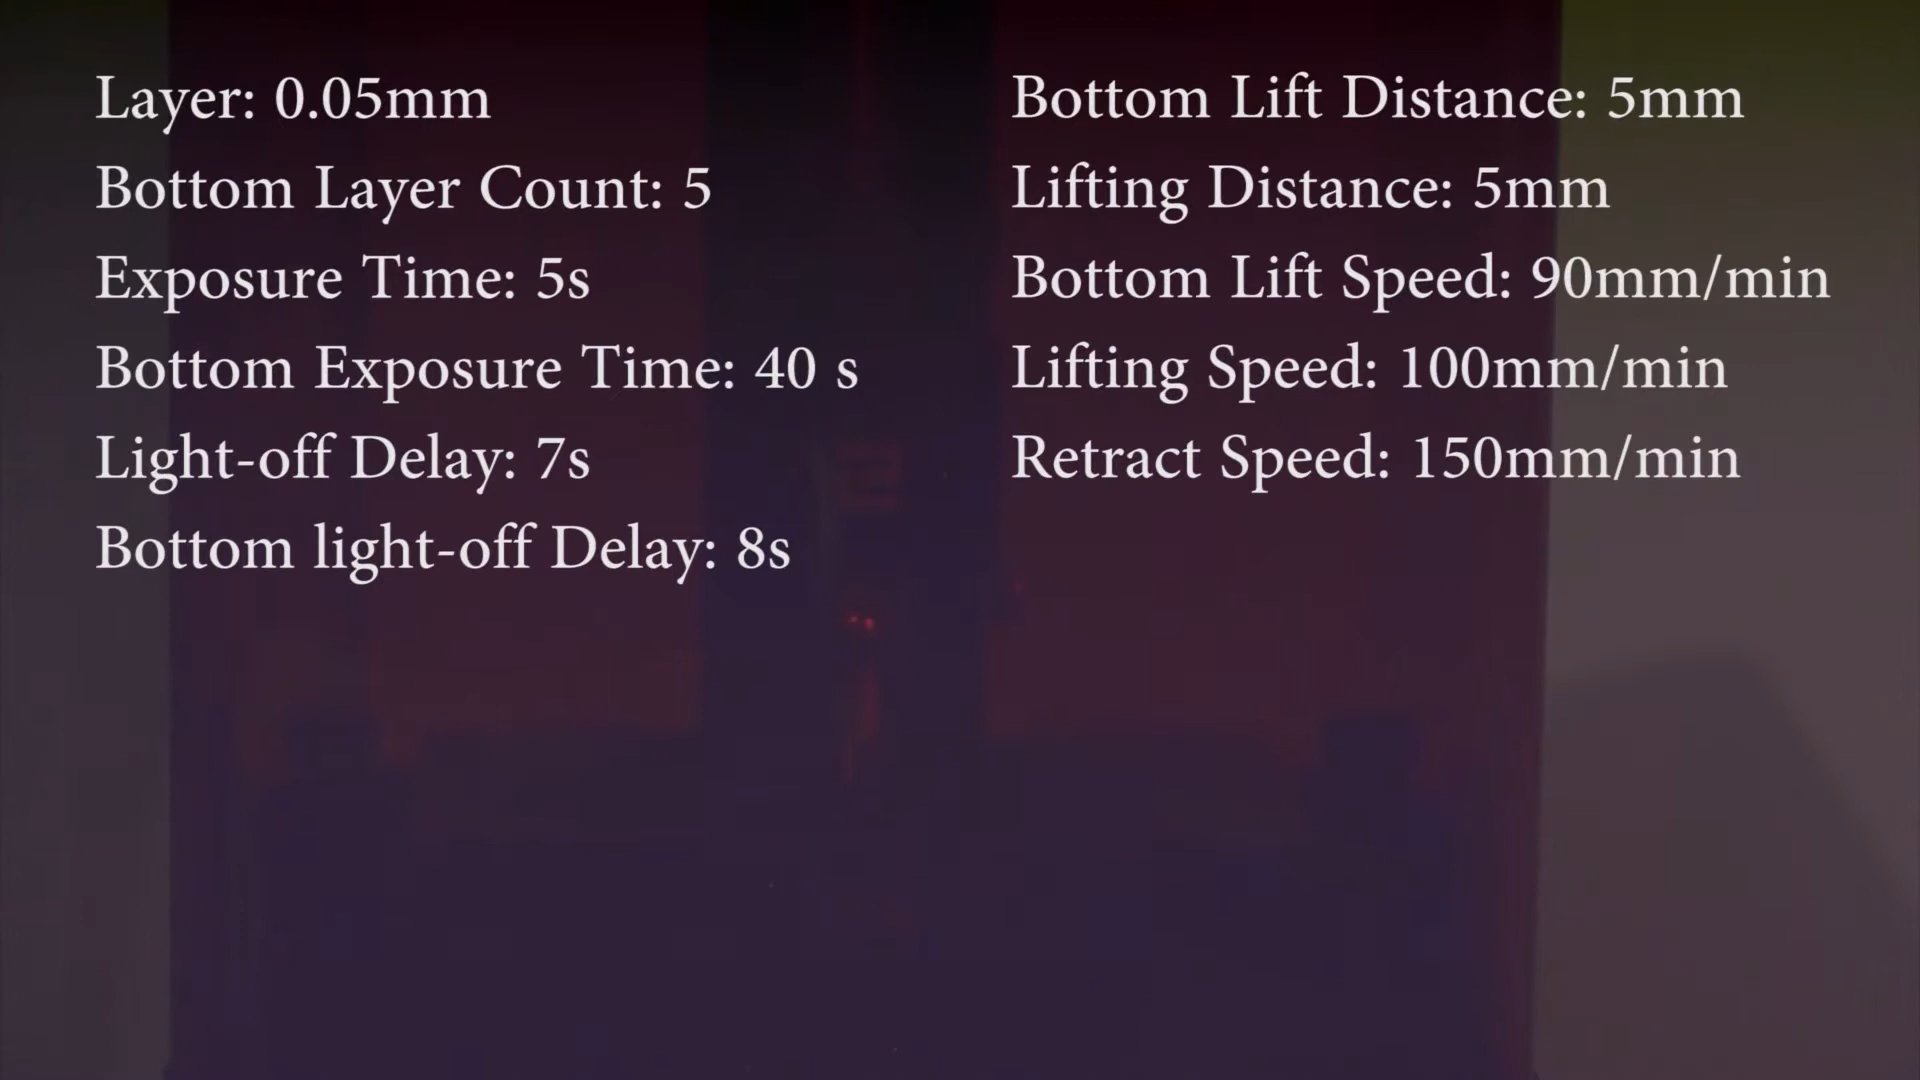 Layer: 0.05mm
Bottom Layer Count: 5
Exposure Time: 5s
Bottom Exposure Time: 40 s
Light-off Delay: 7s
Bottom light-off Delay: 8s
Bottom Lift Distance: 5mm
Lifting Distance: 5mm
Bottom Lift Speed: 90mm/min
Lifting Speed: 100mm/min
Retract Speed: 150mm/min